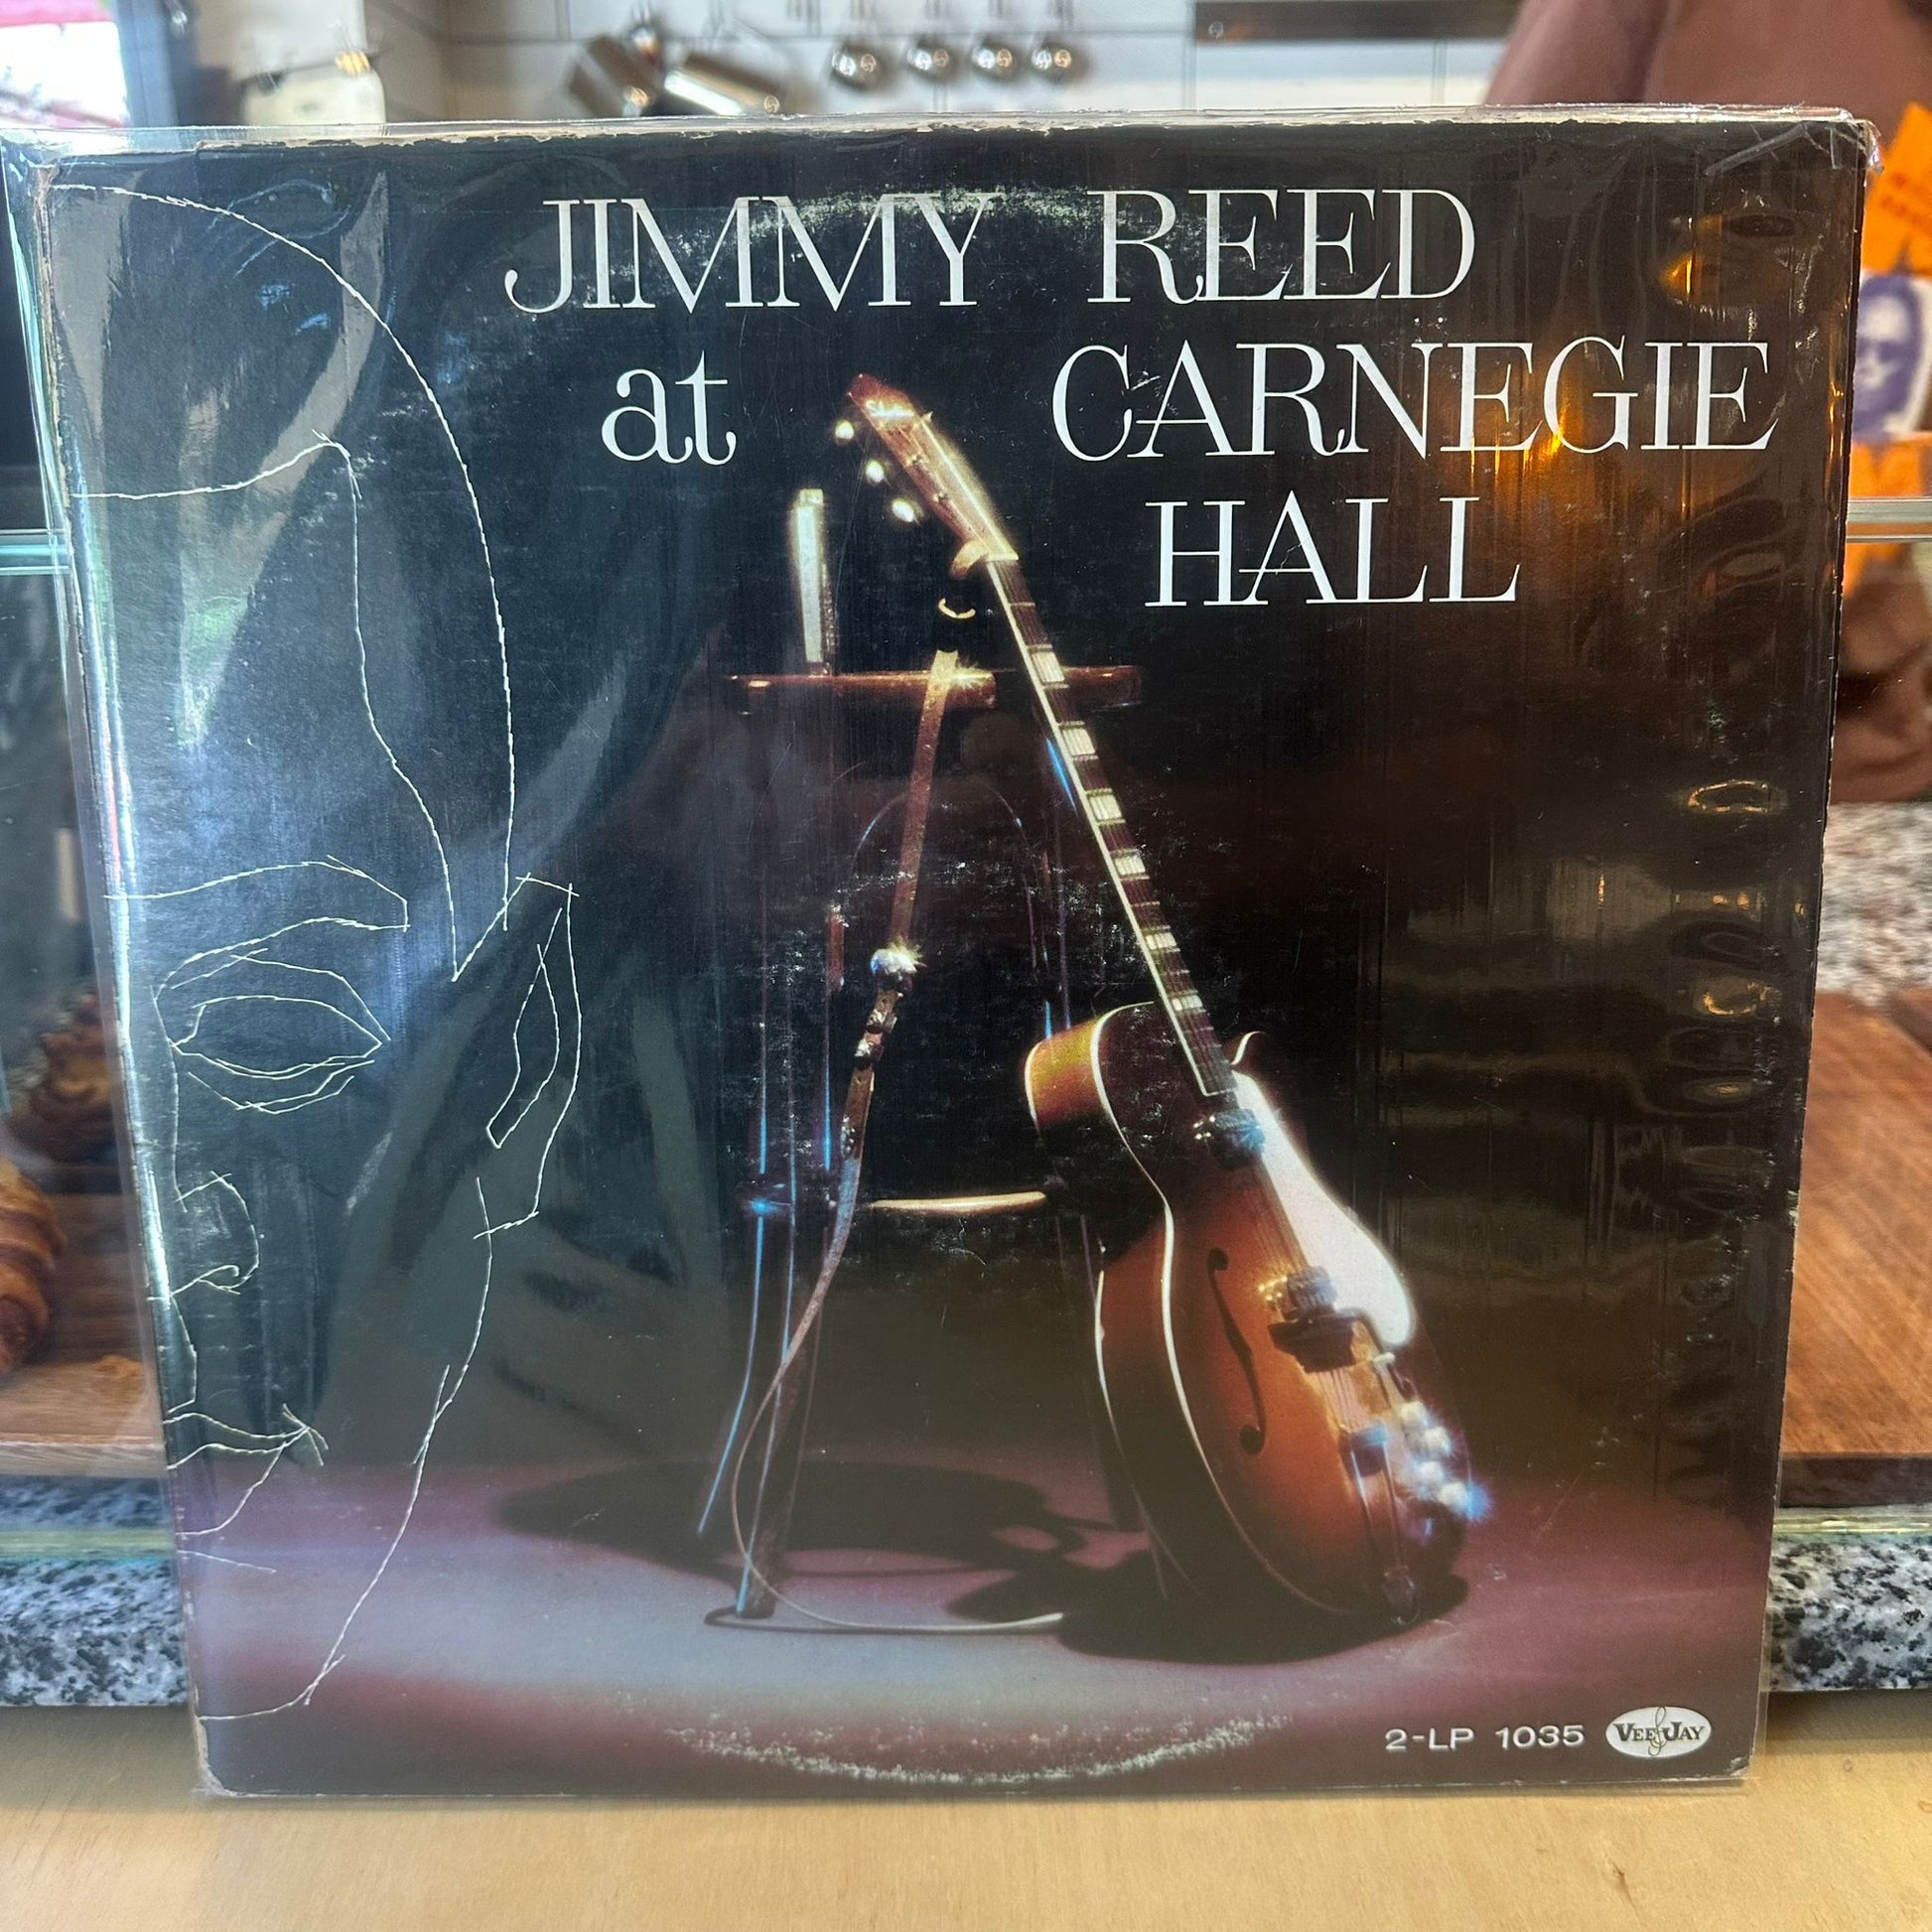 JIMMY REED
at CARNEGIE
HALL
2-LP 1035 VEE JAY